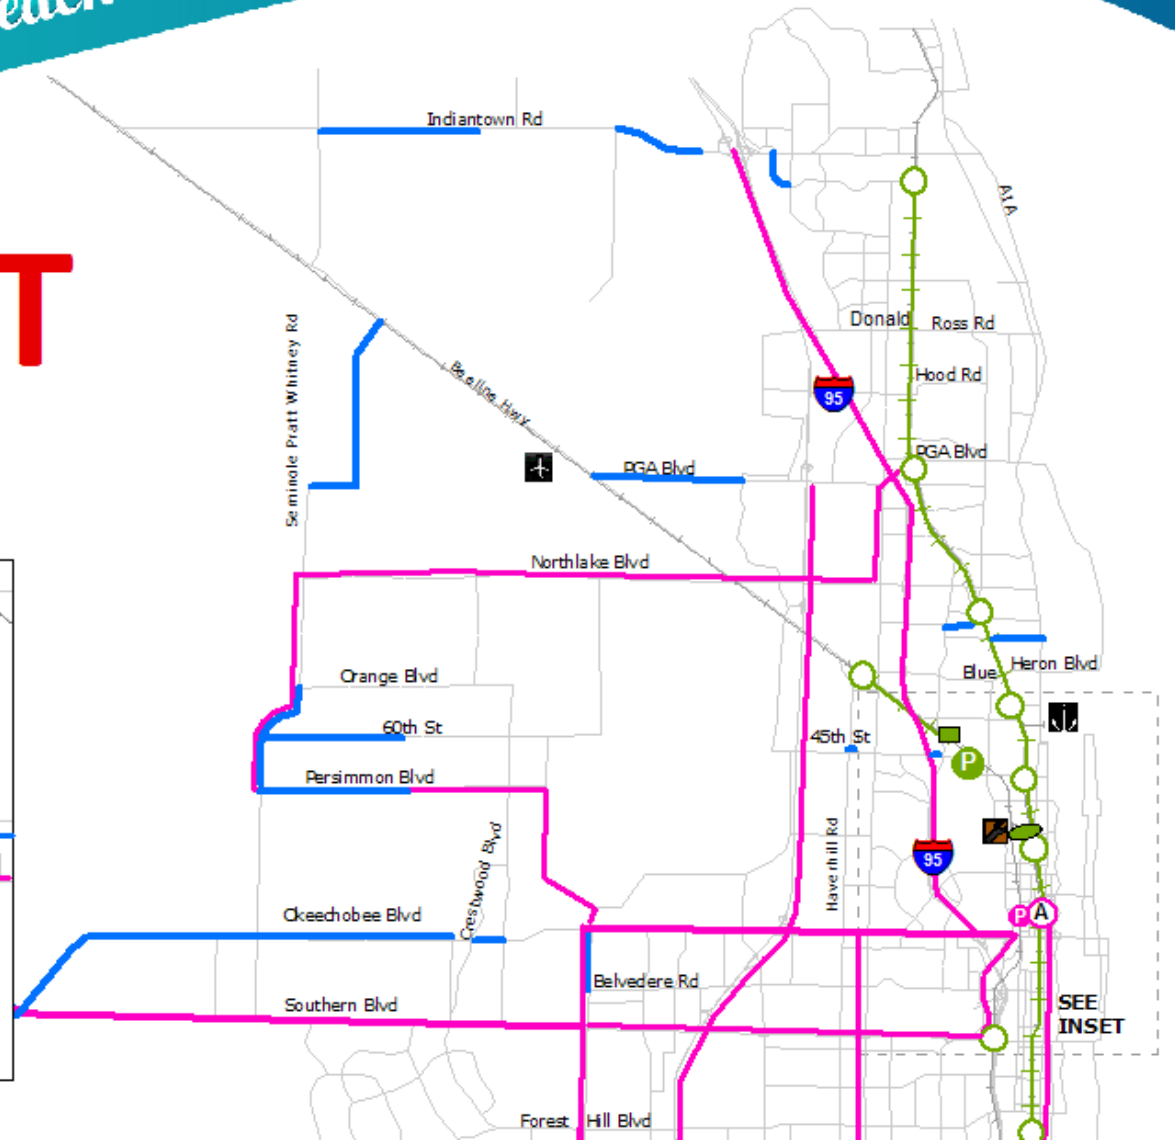 Indiantown Rd
A1A
T
Donald Ross Rd
Seminole Pratt Whitney Rd
Beeline Hwy
Hood Rd
95
PGA Blvd
PGA Blvd
Northlake Blvd
Blue Heron Blvd
Orange Blvd
60th St
45th St
P
Persimmon Blvd
Haverhill Rd
Crestwood Blvd
95
Okeechobee Blvd
P
A
Belvedere Rd
Southern Blvd
SEE
INSET
Forest Hill Blvd